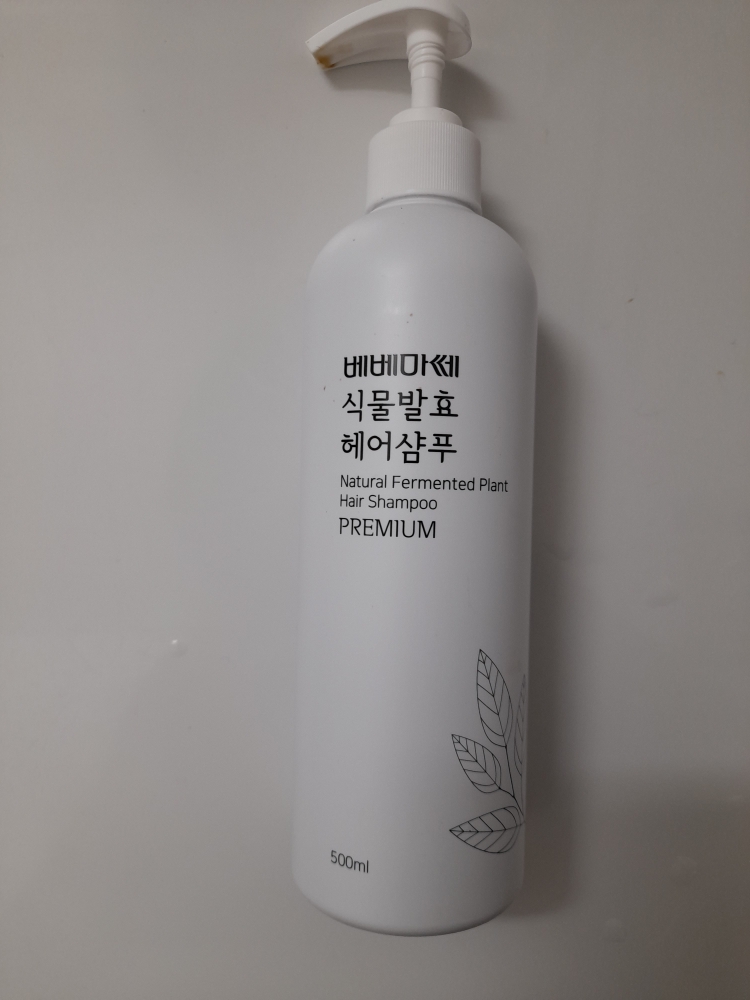 베베마쎄
식물발효
헤어샴푸
Natural Fermented Plant
Hair Shampoo
PREMIUM
500ml